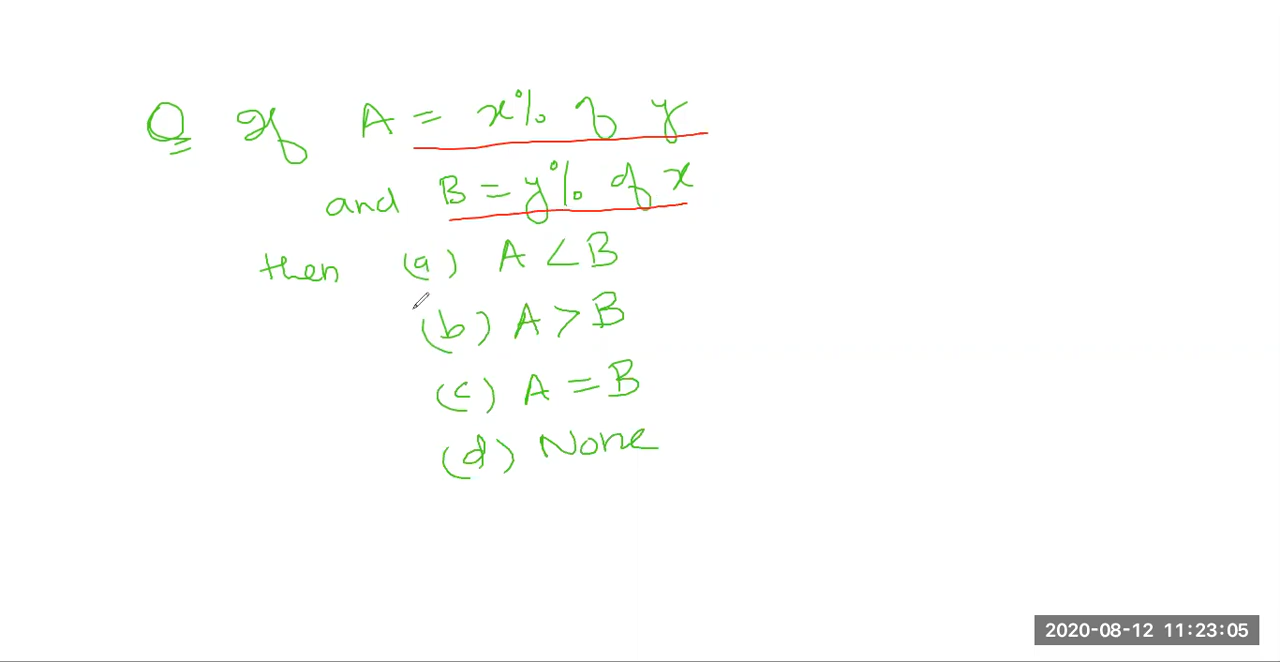 Q If A = x% of y
and B = y% of x
then (a) A < B
(b) A > B
(c) A = B
(d) None
2020-08-12 11:23:05